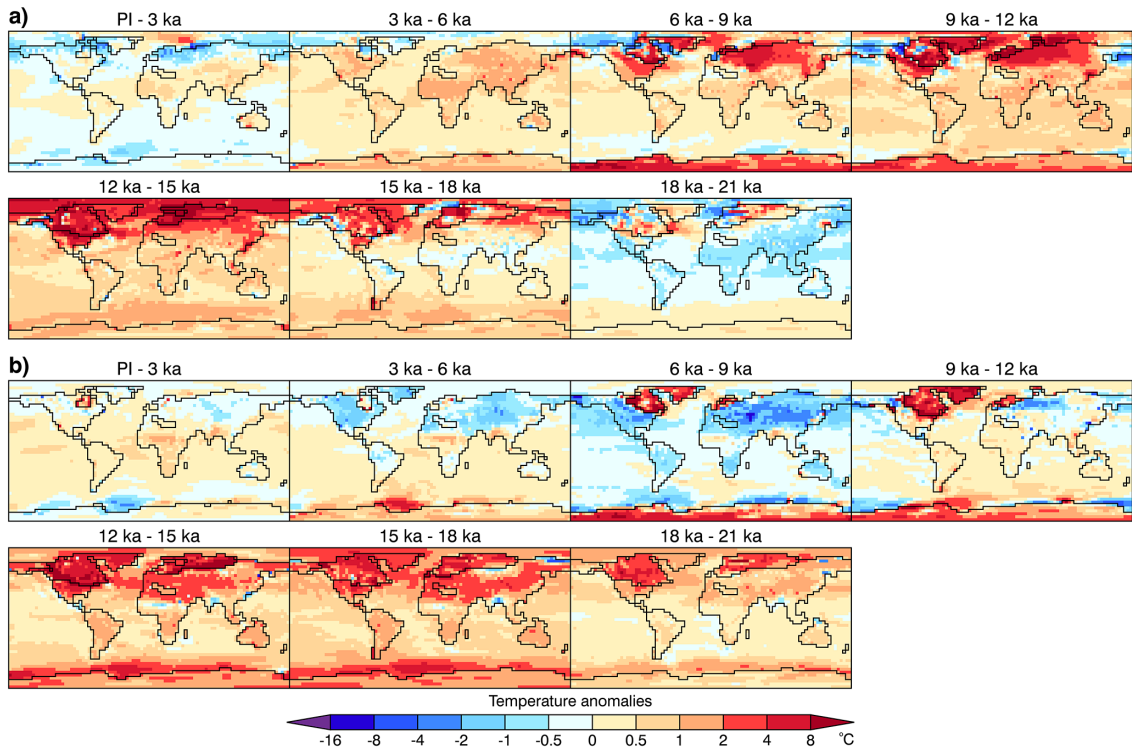 a)
PI - 3 ka 3 ka - 6 ka 6 ka - 9 ka 9 ka - 12 ka
12 ka - 15 ka 15 ka - 18 ka 18 ka - 21 ka
b)
PI - 3 ka 3 ka - 6 ka 6 ka - 9 ka 9 ka - 12 ka
12 ka - 15 ka 15 ka - 18 ka 18 ka - 21 ka
Temperature anomalies
-16 -8 -4 -2 -1 -0.5 0 0.5 1 2 4 8 °C